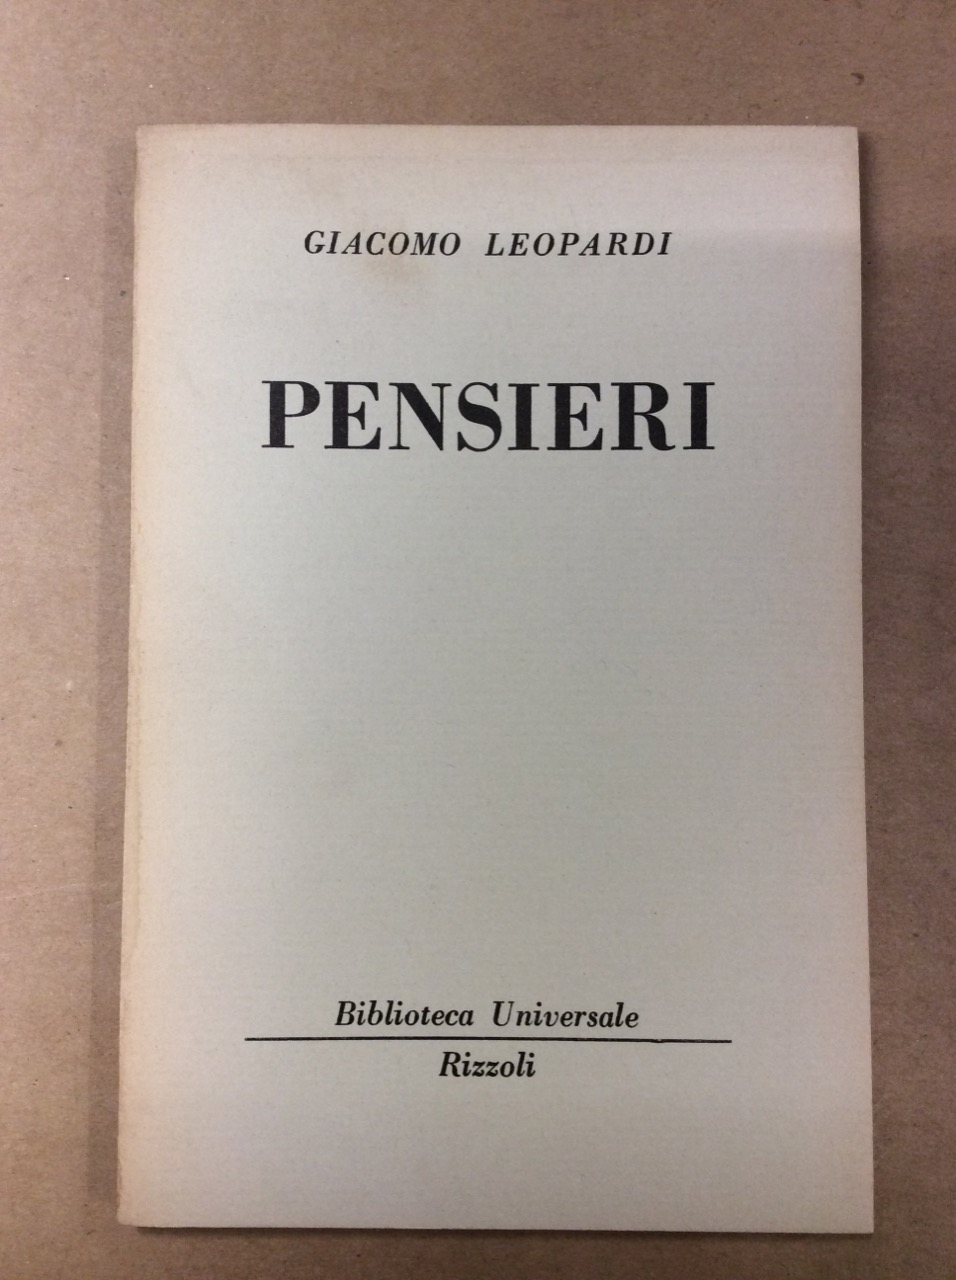 GIACOMO LEOPARDI
PENSIERI
Biblioteca Universale
Rizzoli